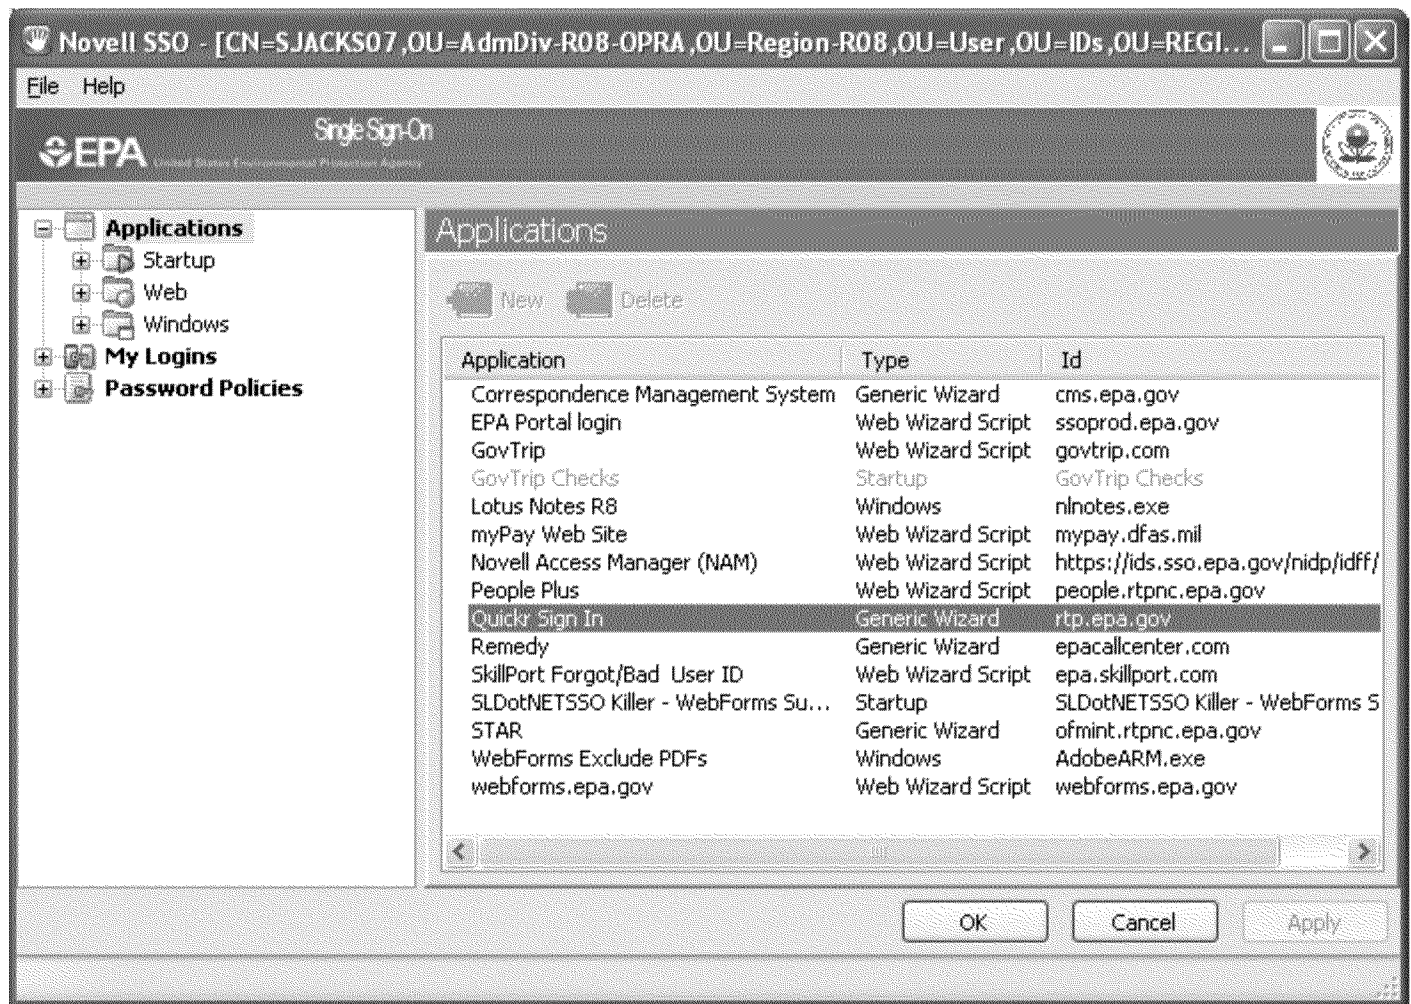 Novell SSO - [CN=SJACKS07,OU=AdmDiv-R08-OPRA,OU=Region-R08,OU=User,OU=IDs,OU=REGI...
File Help
Single Sign-On
EPA United States Environmental Protection Agency
Applications
Startup
Web
Windows
My Logins
Password Policies
Applications
New Delete
Application Type Id
Correspondence Management System Generic Wizard cms.epa.gov
EPA Portal login Web Wizard Script ssoprod.epa.gov
GovTrip Web Wizard Script govtrip.com
GovTrip Checks Startup GovTrip Checks
Lotus Notes R8 Windows nlnotes.exe
myPay Web Site Web Wizard Script mypay.dfas.mil
Novell Access Manager (NAM) Web Wizard Script https://ids.sso.epa.gov/nidp/idff/
People Plus Web Wizard Script people.rtpnc.epa.gov
Quickr Sign In Generic Wizard rtp.epa.gov
Remedy Generic Wizard epacallcenter.com
SkillPort Forgot/Bad User ID Web Wizard Script epa.skillport.com
SLDotNETSSO Killer - WebForms Su... Startup SLDotNETSSO Killer - WebForms S
STAR Generic Wizard ofmint.rtpnc.epa.gov
WebForms Exclude PDFs Windows AdobeARM.exe
webforms.epa.gov Web Wizard Script webforms.epa.gov
OK Cancel Apply